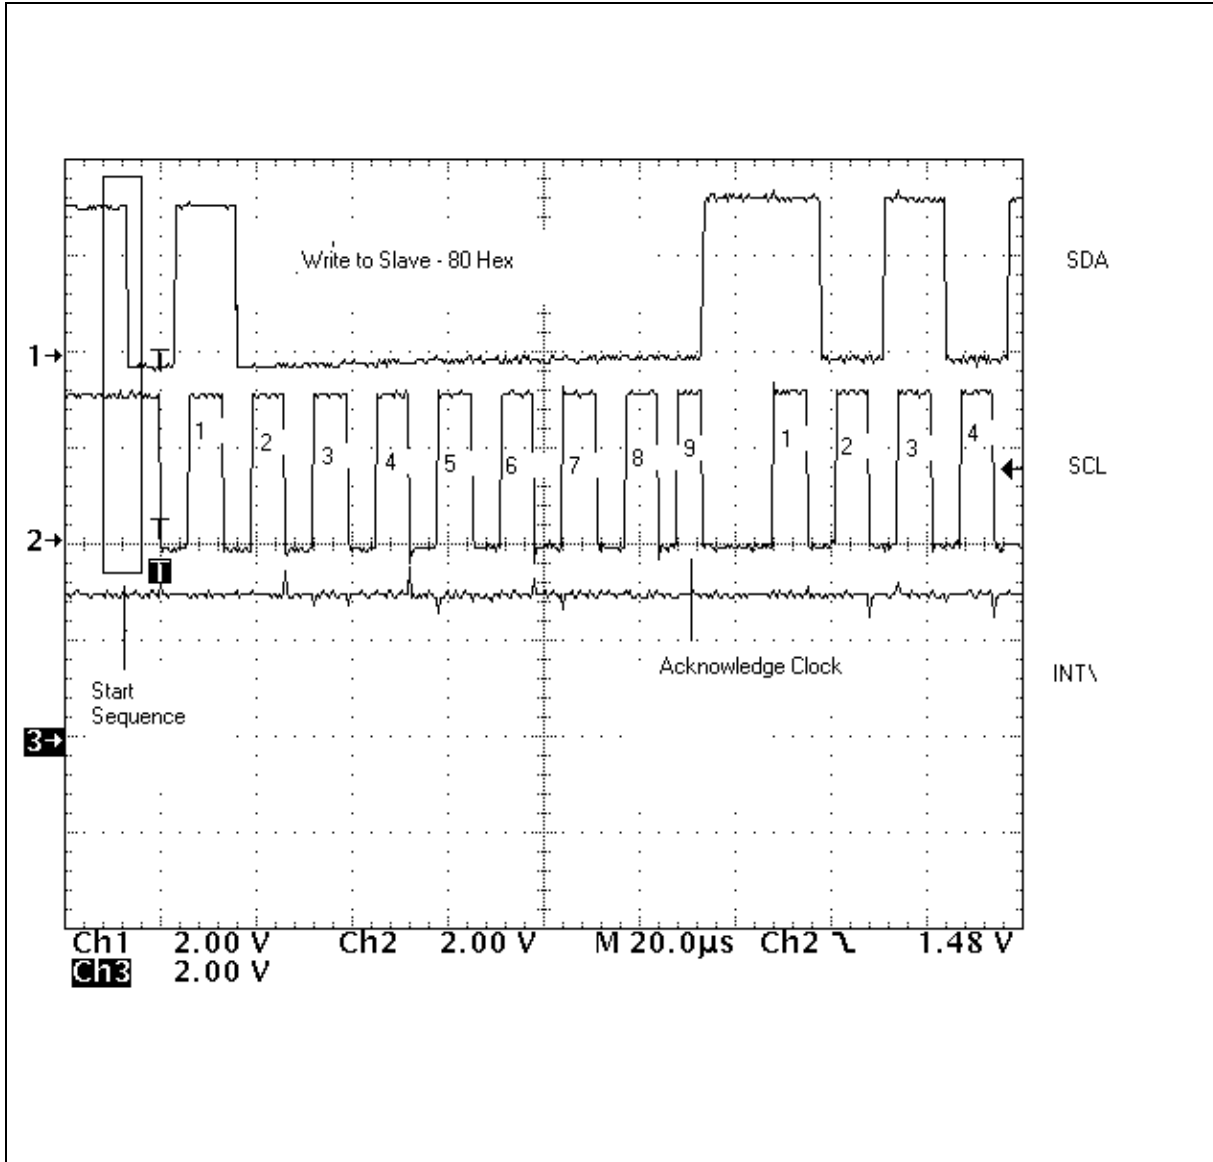 Write to Slave - 80 Hex
SDA
1→
T
1 2 3 4 5 6 7 8 9 1 2 3 4
SCL
T
2→
T
Acknowledge Clock
INT\
Start
Sequence
3→
Ch1 2.00 V Ch2 2.00 V M 20.0µs Ch2 1.48 V
Ch3 2.00 V